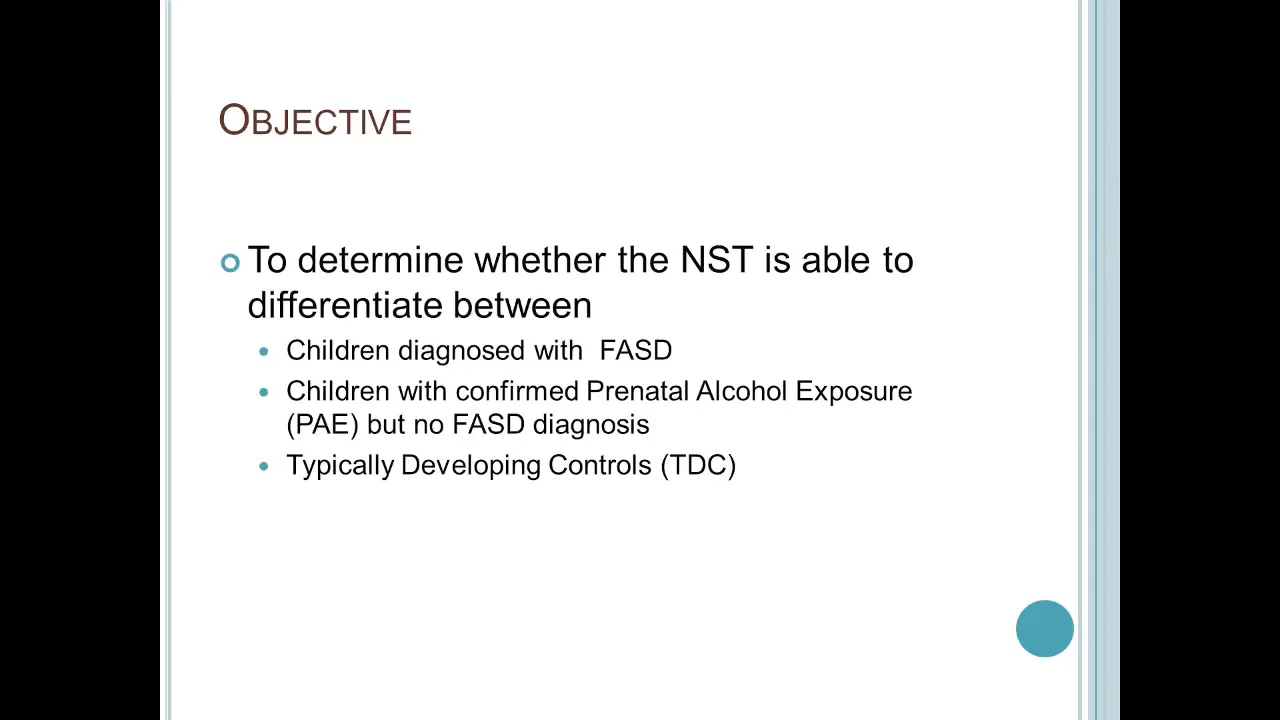 OBJECTIVE
To determine whether the NST is able to
differentiate between
Children diagnosed with FASD
Children with confirmed Prenatal Alcohol Exposure
(PAE) but no FASD diagnosis
Typically Developing Controls (TDC)